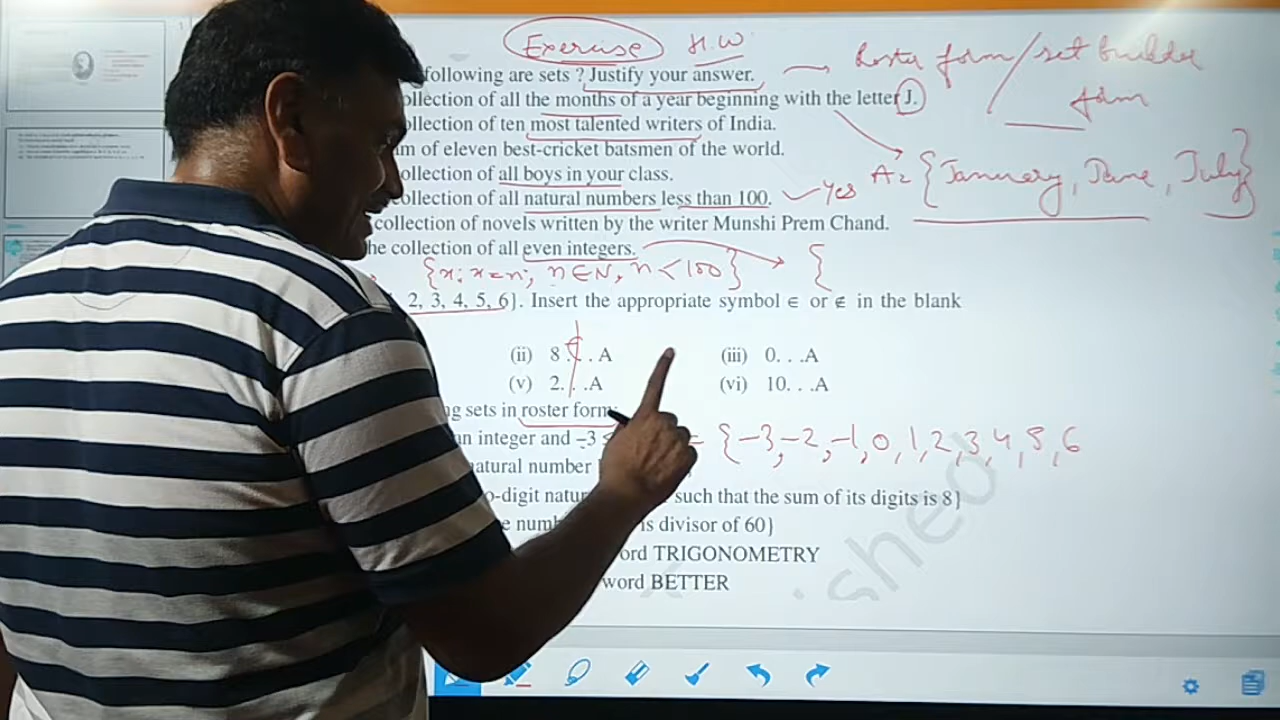 Exercise H.W
following are sets ? Justify your answer. Roster form / set builder form
ollection of all the months of a year beginning with the letter J.
ollection of ten most talented writers of India.
m of eleven best-cricket batsmen of the world.
ollection of all boys in your class. A = {January, June, July}
ollection of all natural numbers less than 100. Yes
collection of novels written by the writer Munshi Prem Chand.
he collection of all even integers. {
{x: x=n; n∈N, n<100}
2, 3, 4, 5, 6}. Insert the appropriate symbol ∈ or ∉ in the blank
(ii) 8 ∉ . A (iii) 0. . .A
(v) 2. . .A (vi) 10. . .A
g sets in roster form
an integer and –3 = {-3, -2, -1, 0, 1, 2, 3, 4, 5, 6
atural number
o-digit natu such that the sum of its digits is 8}
e num is divisor of 60}
ord TRIGONOMETRY
word BETTER
shed